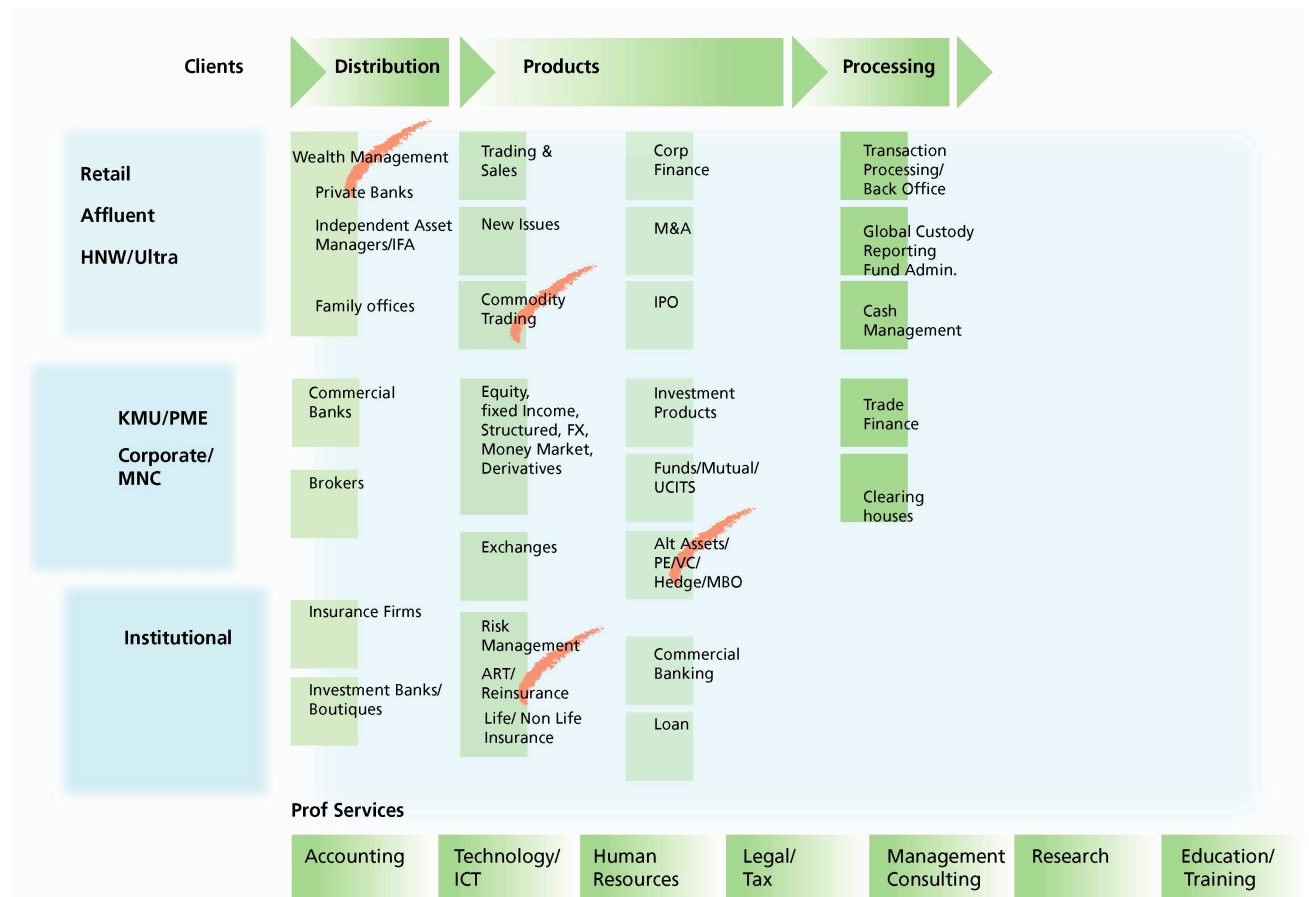 Clients
Distribution
Products
Processing
Retail
Affluent
HNW/Ultra
KMU/PME
Corporate/
MNC
Institutional
Wealth Management
Private Banks
Independent Asset
Managers/IFA
Family offices
Commercial
Banks
Brokers
Insurance Firms
Investment Banks/
Boutiques
Trading &
Sales
New Issues
Commodity
Trading
Equity,
fixed Income,
Structured, FX,
Money Market,
Derivatives
Exchanges
Risk
Management
ART/
Reinsurance
Life/ Non Life
Insurance
Corp
Finance
M&A
IPO
Investment
Products
Funds/Mutual/
UCITS
Alt Assets/
PE/VC/
Hedge/MBO
Commercial
Banking
Loan
Transaction
Processing/
Back Office
Global Custody
Reporting
Fund Admin.
Cash
Management
Trade
Finance
Clearing
houses
Prof Services
Accounting
Technology/
ICT
Human
Resources
Legal/
Tax
Management
Consulting
Research
Education/
Training